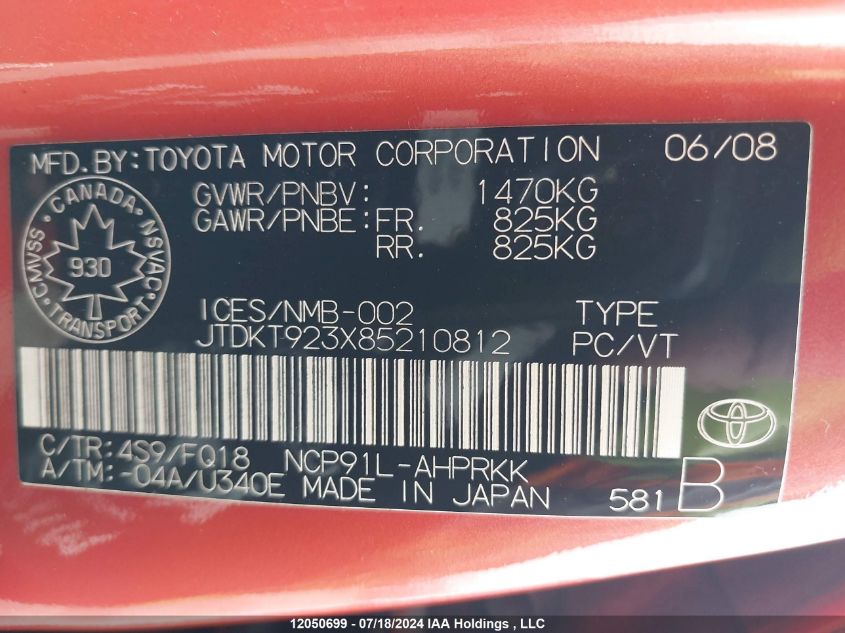 MFD.BY:TOYOTA MOTOR CORPORATION 06/08
GVWR/PNBV: 1470KG
GAWR/PNBE:FR. 825KG
RR. 825KG
CANADA
CMVSS 930 NSVAC
TRANSPORT
ICES/NMB-002 TYPE
JTDKT923X85210812 PC/VT
C/TR:4S9/FQ18 NCP91L-AHPRKK
A/TM:-04A/U340E MADE IN JAPAN 581 B
12050699 - 07/18/2024 IAA Holdings , LLC